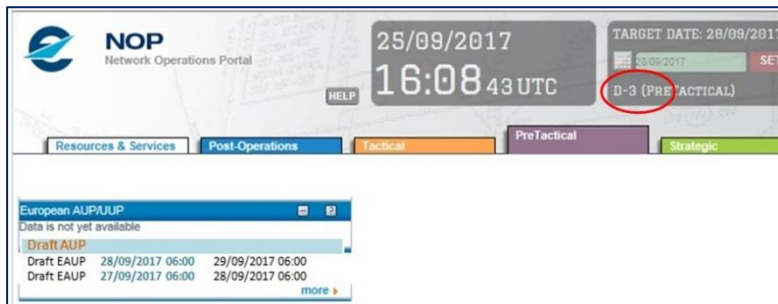 NOP
Network Operations Portal
HELP
25/09/2017
16:08 43 UTC
TARGET DATE: 28/09/2017
28/09/2017 SET
D-3 (PRETACTICAL)
Resources & Services Post-Operations Tactical PreTactical Strategic
European AUP/UUP
Data is not yet available
Draft AUP
Draft EAUP 28/09/2017 06:00 29/09/2017 06:00
Draft EAUP 27/09/2017 06:00 28/09/2017 06:00
more